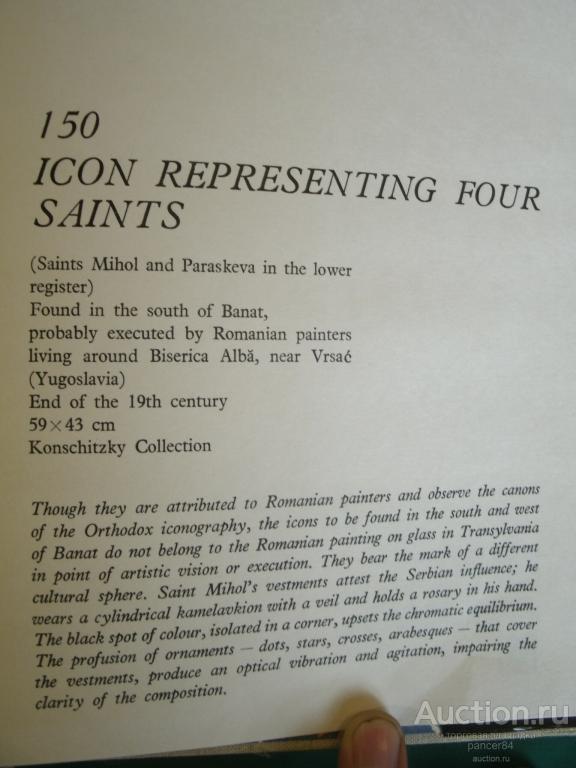 150
ICON REPRESENTING FOUR
SAINTS
(Saints Mihol and Paraskeva in the lower
register)
Found in the south of Banat,
probably executed by Romanian painters
living around Biserica Albă, near Vrsać
(Yugoslavia)
End of the 19th century
59×43 cm
Konschitzky Collection
Though they are attributed to Romanian painters and observe the canons
of the Orthodox iconography, the icons to be found in the south and west
of Banat do not belong to the Romanian painting on glass in Transylvania
in point of artistic vision or execution. They bear the mark of a different
cultural sphere. Saint Mihol's vestments attest the Serbian influence; he
wears a cylindrical kamelavkion with a veil and holds a rosary in his hand.
The black spot of colour, isolated in a corner, upsets the chromatic equilibrium.
The profusion of ornaments — dots, stars, crosses, arabesques — that cover
the vestments, produce an optical vibration and agitation, impairing the
clarity of the composition.
Auction.ru
торговая площадка
pancer84
auction.ru